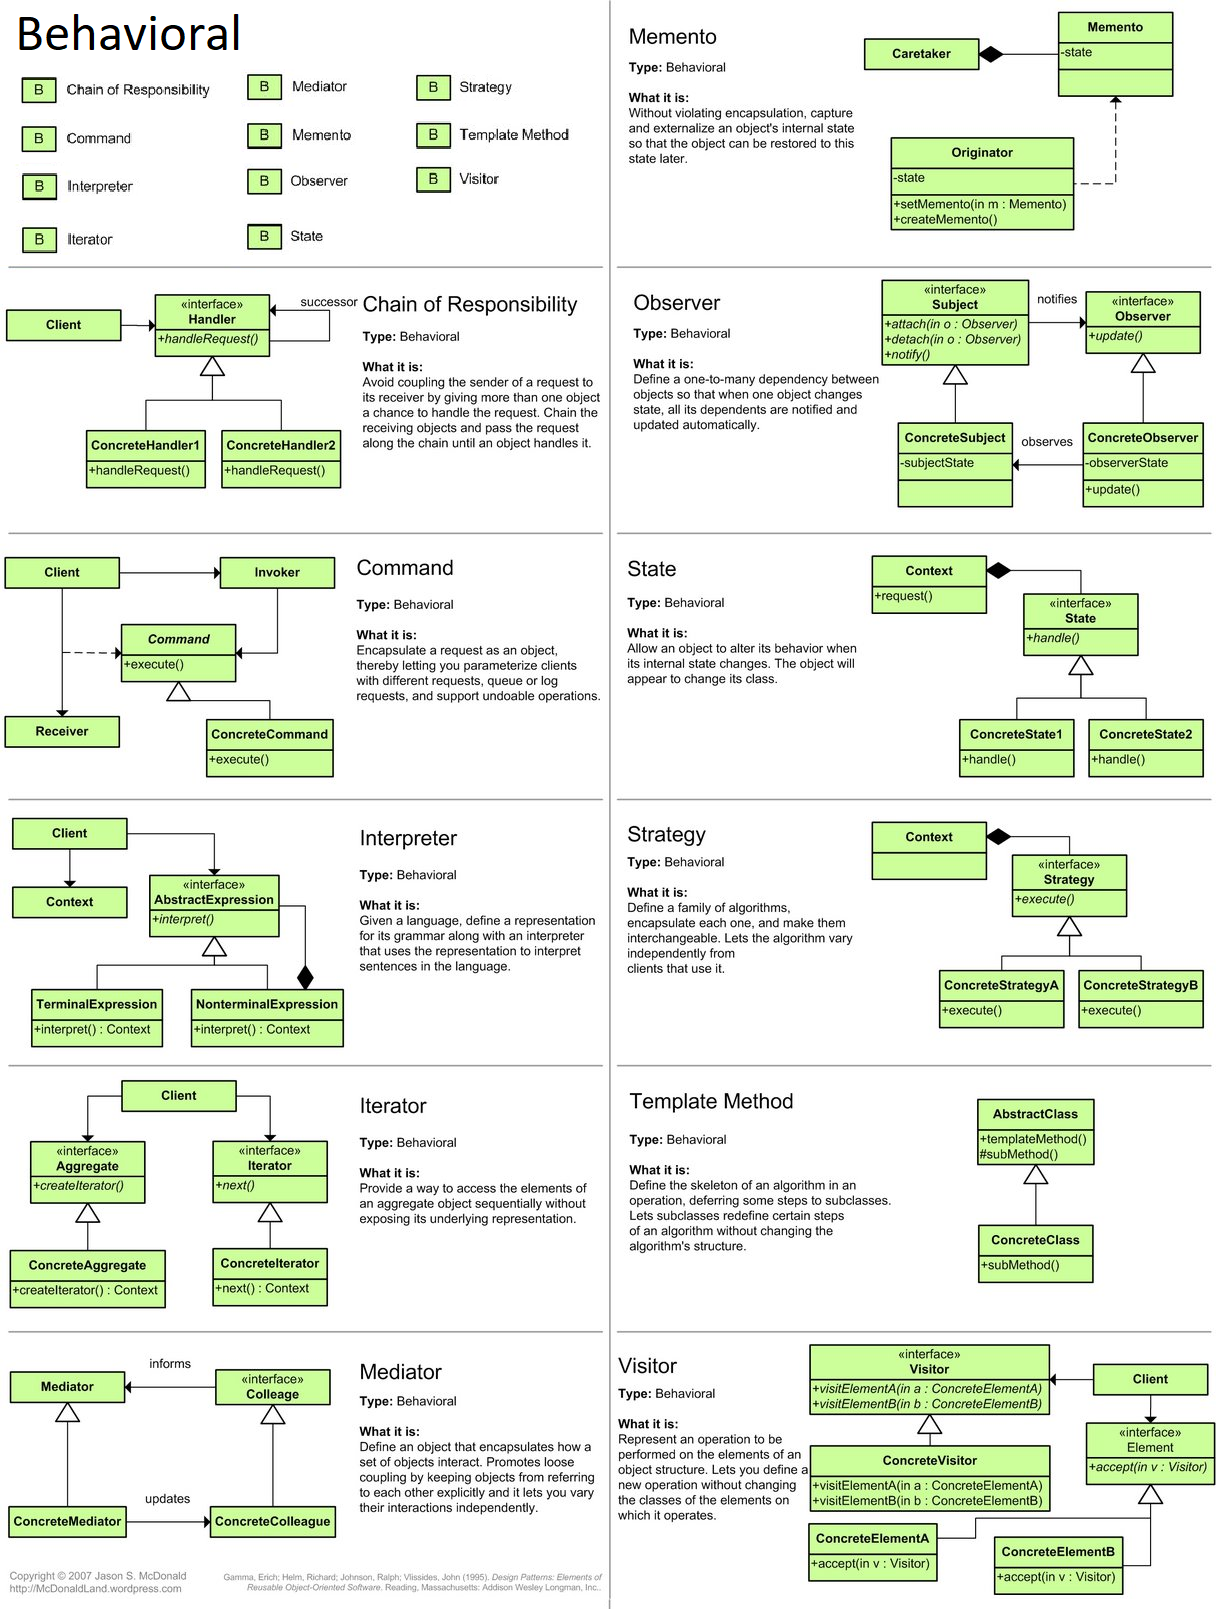 Behavioral
B Chain of Responsibility
B Command
B Interpreter
B Iterator
B Mediator
B Memento
B Observer
B State
B Strategy
B Template Method
B Visitor
Client
«interface»
Handler
+handleRequest()
successor
ConcreteHandler1
+handleRequest()
ConcreteHandler2
+handleRequest()
Chain of Responsibility
Type: Behavioral
What it is:
Avoid coupling the sender of a request to
its receiver by giving more than one object
a chance to handle the request. Chain the
receiving objects and pass the request
along the chain until an object handles it.
Client
Invoker
Command
+execute()
Receiver
ConcreteCommand
+execute()
Command
Type: Behavioral
What it is:
Encapsulate a request as an object,
thereby letting you parameterize clients
with different requests, queue or log
requests, and support undoable operations.
Client
Context
«interface»
AbstractExpression
+interpret()
TerminalExpression
+interpret() : Context
NonterminalExpression
+interpret() : Context
Interpreter
Type: Behavioral
What it is:
Given a language, define a representation
for its grammar along with an interpreter
that uses the representation to interpret
sentences in the language.
Client
«interface»
Aggregate
+createIterator()
«interface»
Iterator
+next()
ConcreteAggregate
+createIterator() : Context
ConcreteIterator
+next() : Context
Iterator
Type: Behavioral
What it is:
Provide a way to access the elements of
an aggregate object sequentially without
exposing its underlying representation.
Mediator
informs
«interface»
Colleage
updates
ConcreteMediator
ConcreteColleague
Mediator
Type: Behavioral
What it is:
Define an object that encapsulates how a
set of objects interact. Promotes loose
coupling by keeping objects from referring
to each other explicitly and it lets you vary
their interactions independently.
Copyright © 2007 Jason S. McDonald
http://McDonaldLand.wordpress.com
Gamma, Erich; Helm, Richard; Johnson, Ralph; Vlissides, John (1995). Design Patterns: Elements of
Reusable Object-Oriented Software. Reading, Massachusetts: Addison Wesley Longman, Inc..
Memento
Type: Behavioral
What it is:
Without violating encapsulation, capture
and externalize an object's internal state
so that the object can be restored to this
state later.
Caretaker
Memento
-state
Originator
-state
+setMemento(in m : Memento)
+createMemento()
Observer
Type: Behavioral
What it is:
Define a one-to-many dependency between
objects so that when one object changes
state, all its dependents are notified and
updated automatically.
«interface»
Subject
+attach(in o : Observer)
+detach(in o : Observer)
+notify()
notifies
«interface»
Observer
+update()
ConcreteSubject
-subjectState
observes
ConcreteObserver
-observerState
+update()
State
Type: Behavioral
What it is:
Allow an object to alter its behavior when
its internal state changes. The object will
appear to change its class.
Context
+request()
«interface»
State
+handle()
ConcreteState1
+handle()
ConcreteState2
+handle()
Strategy
Type: Behavioral
What it is:
Define a family of algorithms,
encapsulate each one, and make them
interchangeable. Lets the algorithm vary
independently from
clients that use it.
Context
«interface»
Strategy
+execute()
ConcreteStrategyA
+execute()
ConcreteStrategyB
+execute()
Template Method
Type: Behavioral
What it is:
Define the skeleton of an algorithm in an
operation, deferring some steps to subclasses.
Lets subclasses redefine certain steps
of an algorithm without changing the
algorithm's structure.
AbstractClass
+templateMethod()
#subMethod()
ConcreteClass
+subMethod()
Visitor
Type: Behavioral
What it is:
Represent an operation to be
performed on the elements of an
object structure. Lets you define a
new operation without changing
the classes of the elements on
which it operates.
«interface»
Visitor
+visitElementA(in a : ConcreteElementA)
+visitElementB(in b : ConcreteElementB)
Client
«interface»
Element
+accept(in v : Visitor)
ConcreteVisitor
+visitElementA(in a : ConcreteElementA)
+visitElementB(in b : ConcreteElementB)
ConcreteElementA
+accept(in v : Visitor)
ConcreteElementB
+accept(in v : Visitor)